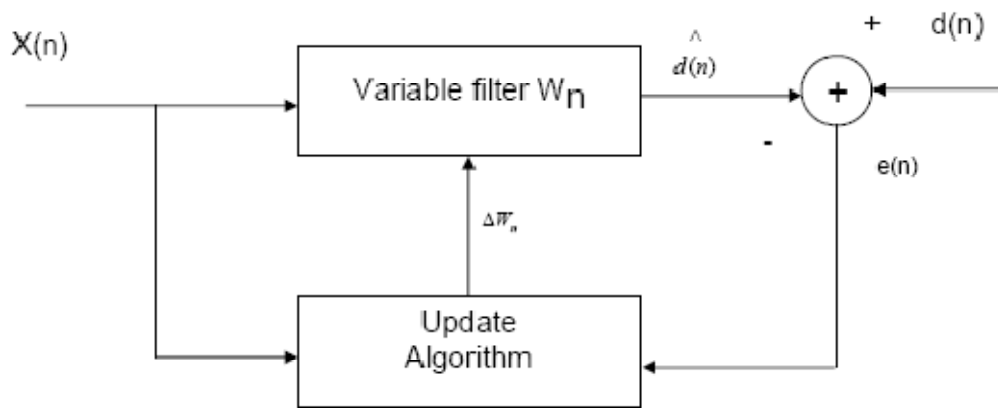 X(n)
Variable filter Wn
^
d(n)
+
d(n)
+
-
e(n)
ΔWn
Update
Algorithm